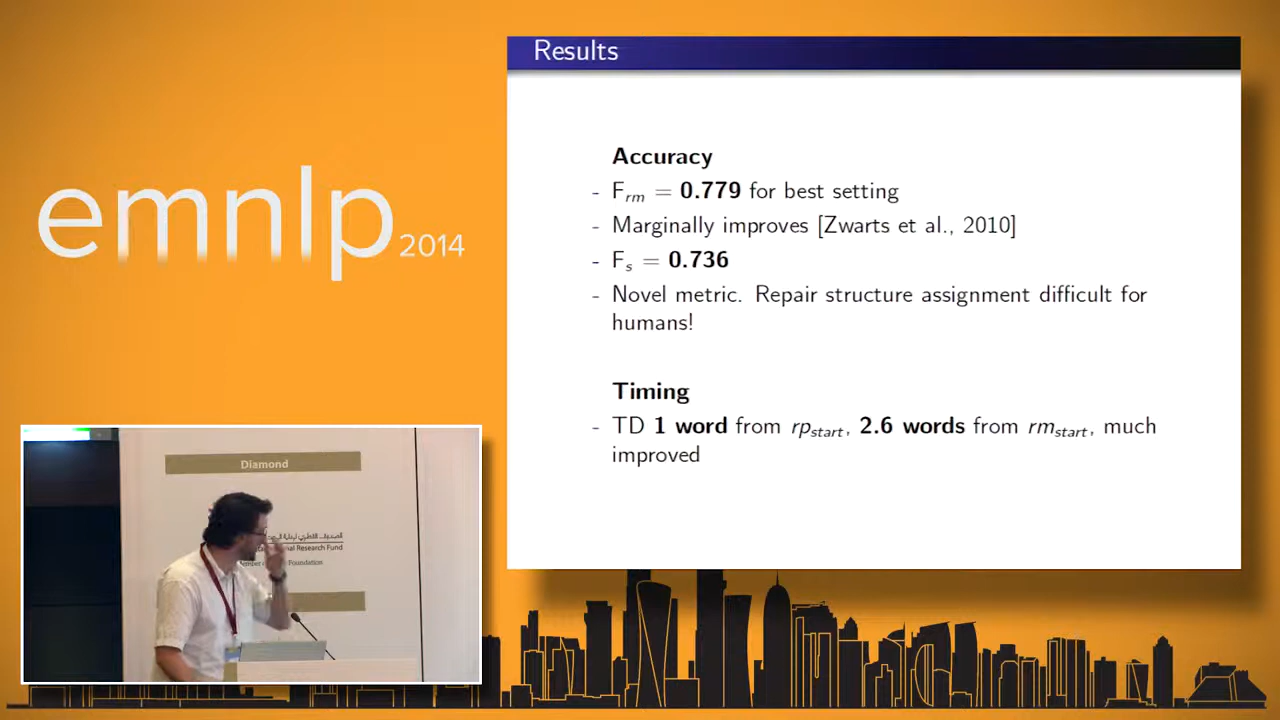 emnlp 2014
Results
Accuracy
- F_rm = 0.779 for best setting
- Marginally improves [Zwarts et al., 2010]
- F_s = 0.736
- Novel metric. Repair structure assignment difficult for
humans!
Timing
- TD 1 word from rp_start, 2.6 words from rm_start, much
improved
Diamond
Research Fund
Foundation